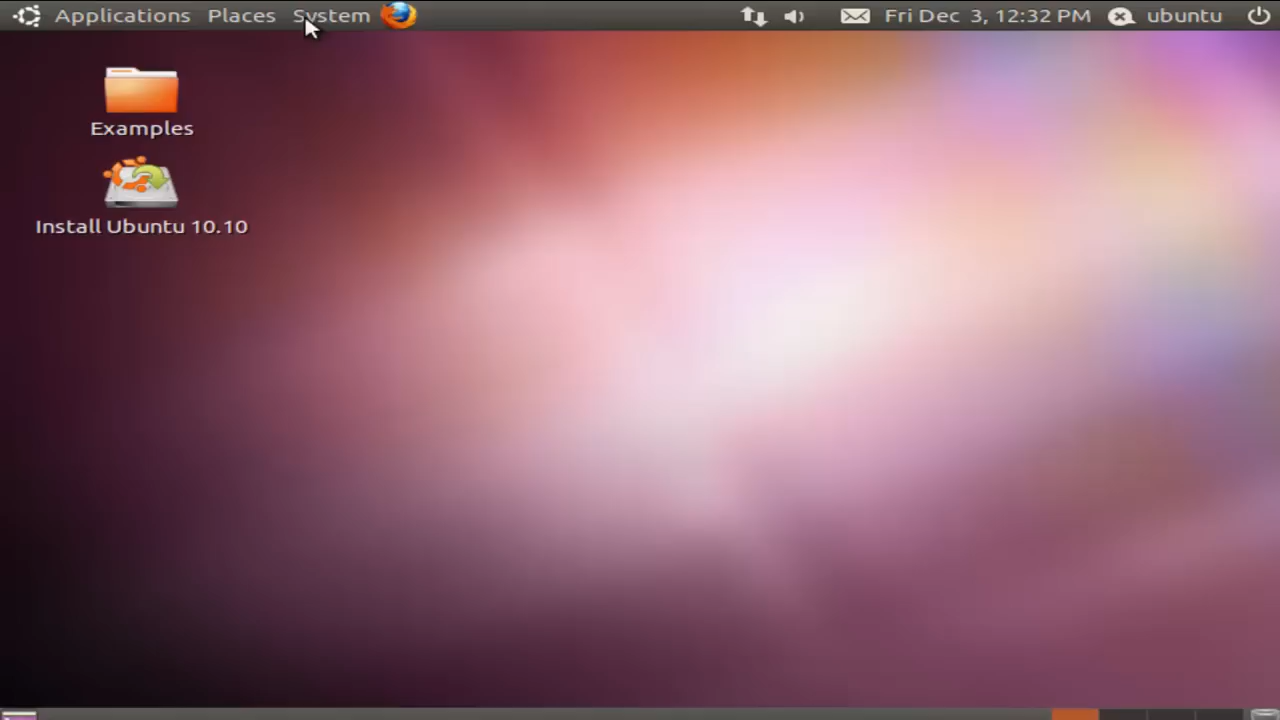 Applications Places System Fri Dec 3, 12:32 PM ubuntu
Examples
Install Ubuntu 10.10